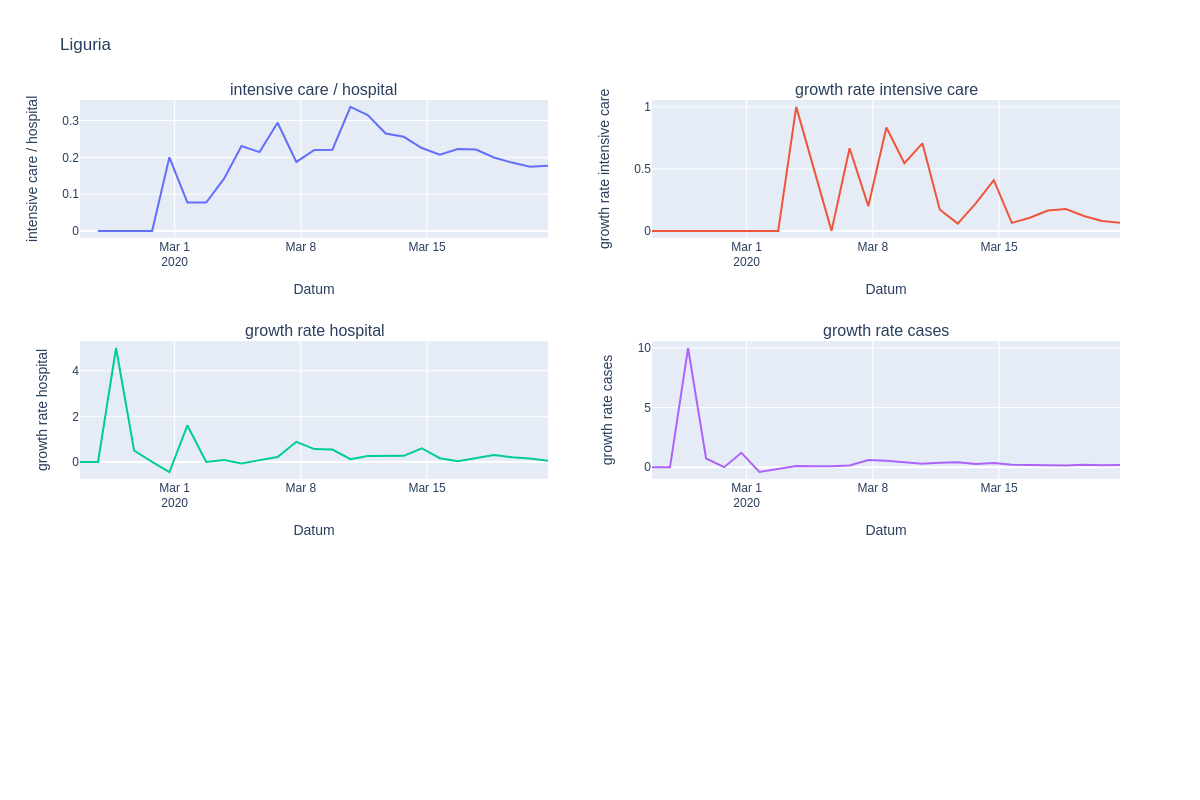 Liguria
intensive care / hospital
intensive care / hospital
0.3
0.2
0.1
0
Mar 1
2020
Mar 8
Mar 15
Datum
growth rate intensive care
growth rate intensive care
1
0.5
0
Mar 1
2020
Mar 8
Mar 15
Datum
growth rate hospital
growth rate hospital
4
2
0
Mar 1
2020
Mar 8
Mar 15
Datum
growth rate cases
growth rate cases
10
5
0
Mar 1
2020
Mar 8
Mar 15
Datum